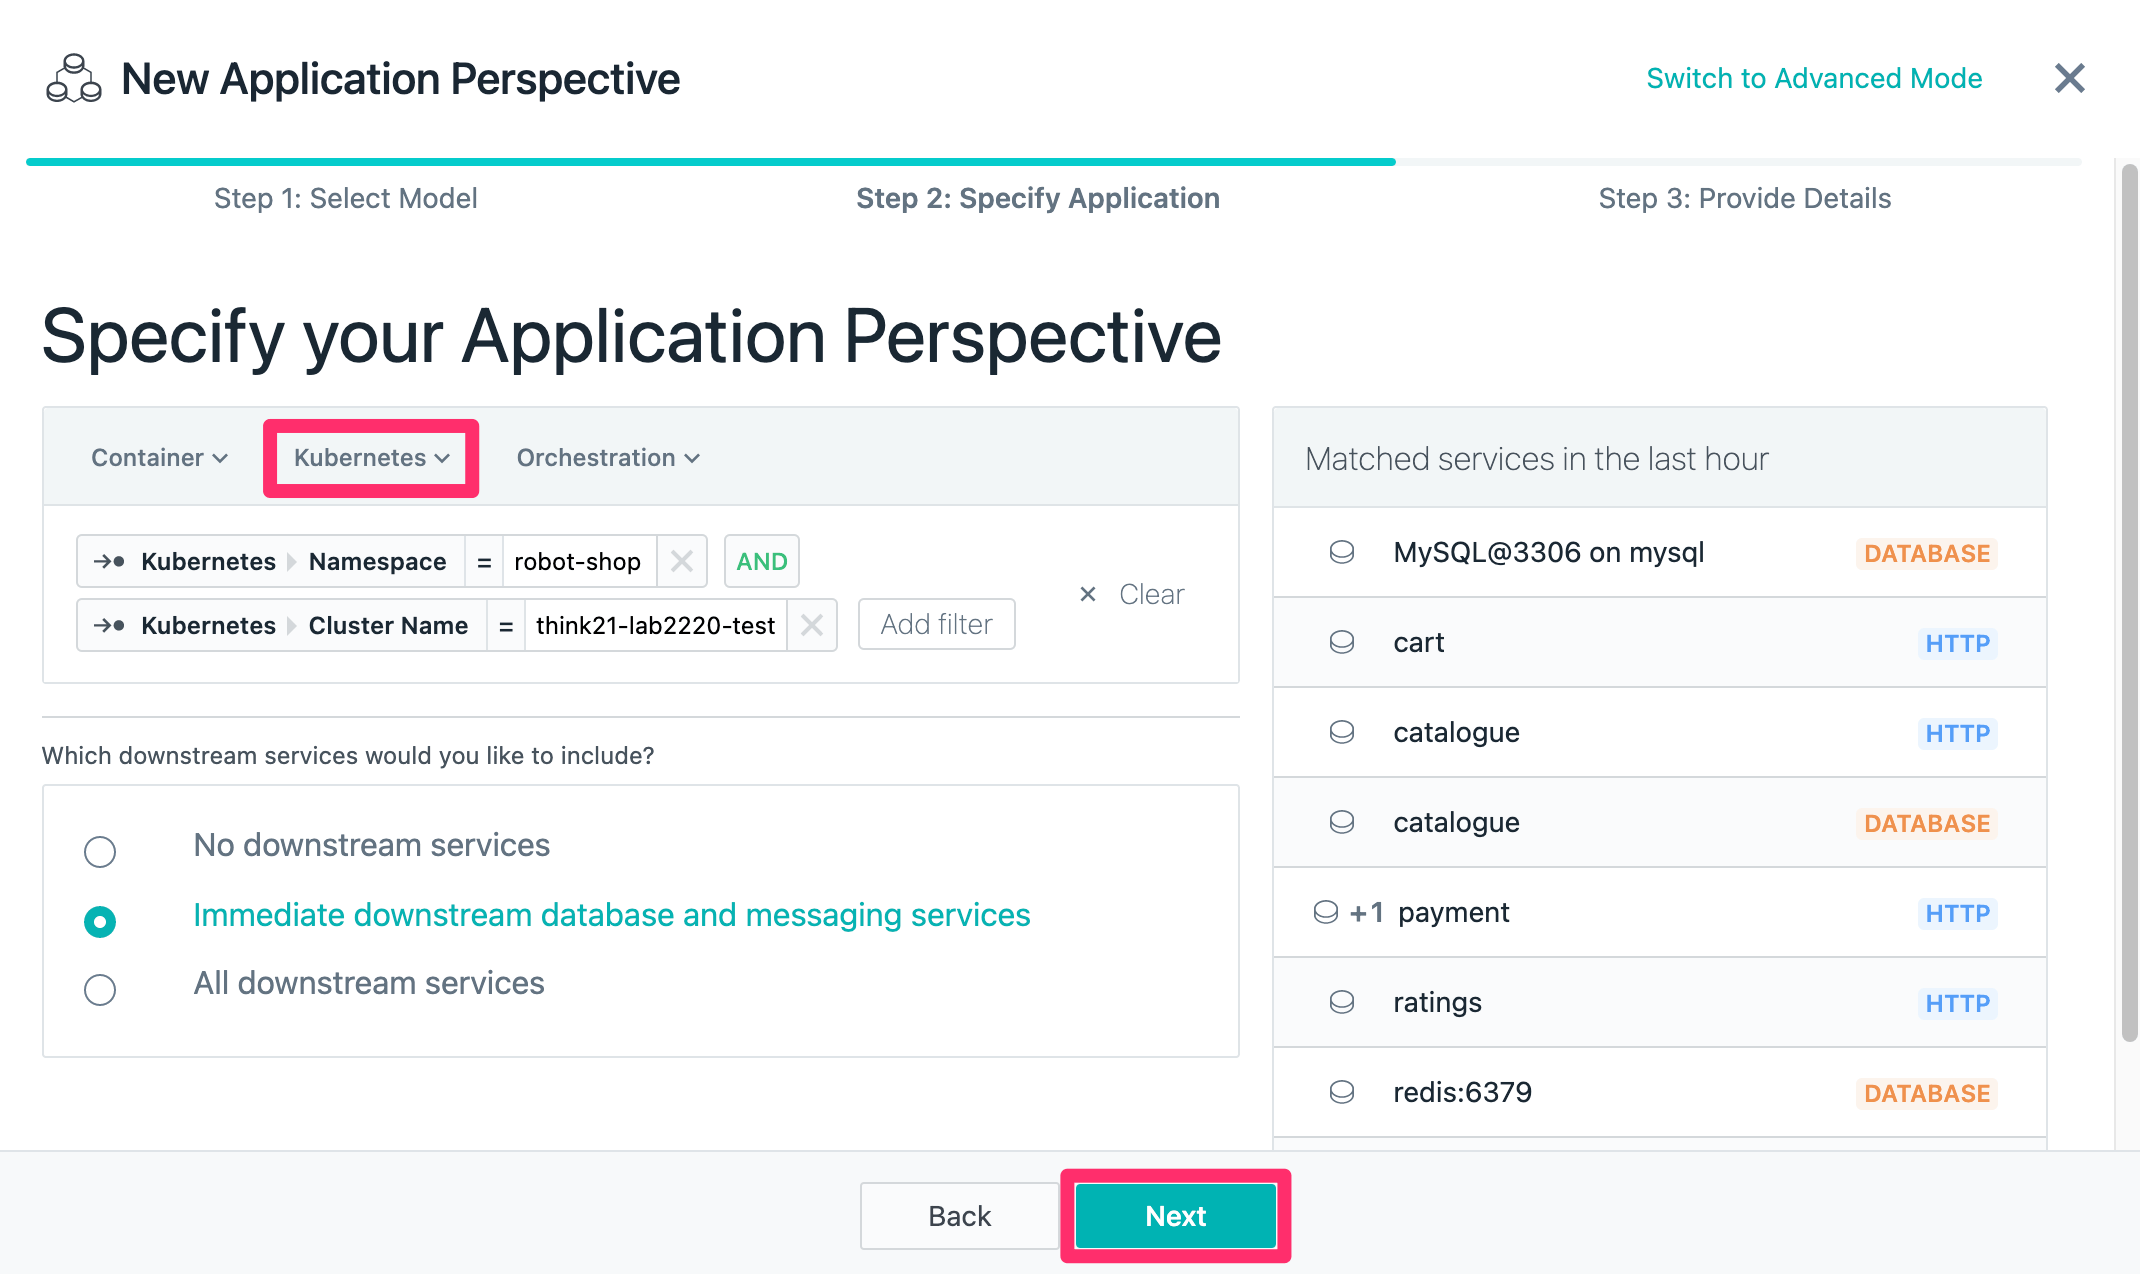 New Application Perspective
Switch to Advanced Mode
Step 1: Select Model
Step 2: Specify Application
Step 3: Provide Details
Specify your Application Perspective
Container
Kubernetes
Orchestration
Kubernetes Namespace = robot-shop AND
Kubernetes Cluster Name = think21-lab2220-test Add filter
Clear
Which downstream services would you like to include?
No downstream services
Immediate downstream database and messaging services
All downstream services
Matched services in the last hour
MySQL@3306 on mysql DATABASE
cart HTTP
catalogue HTTP
catalogue DATABASE
+1 payment HTTP
ratings HTTP
redis:6379 DATABASE
Back
Next